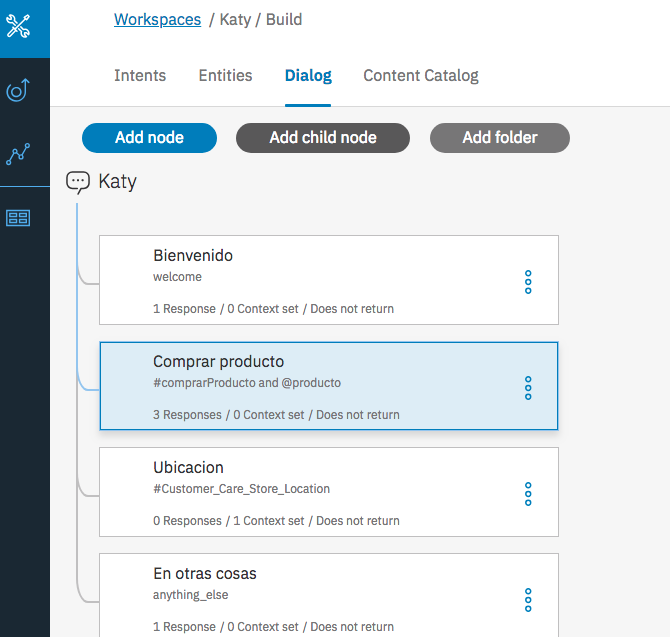 Workspaces / Katy / Build
Intents Entities Dialog Content Catalog
Add node Add child node Add folder
Katy
Bienvenido
welcome
1 Response / 0 Context set / Does not return
Comprar producto
#comprarProducto and @producto
3 Responses / 0 Context set / Does not return
Ubicacion
#Customer_Care_Store_Location
0 Responses / 1 Context set / Does not return
En otras cosas
anything_else
1 Response / 0 Context set / Does not return